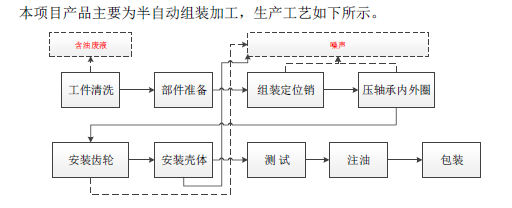 本项目产品主要为半自动组装加工，生产工艺如下所示。
含油废液
噪声
工件清洗
部件准备
组装定位销
压轴承内外圈
安装齿轮
安装壳体
测 试
注油
包装